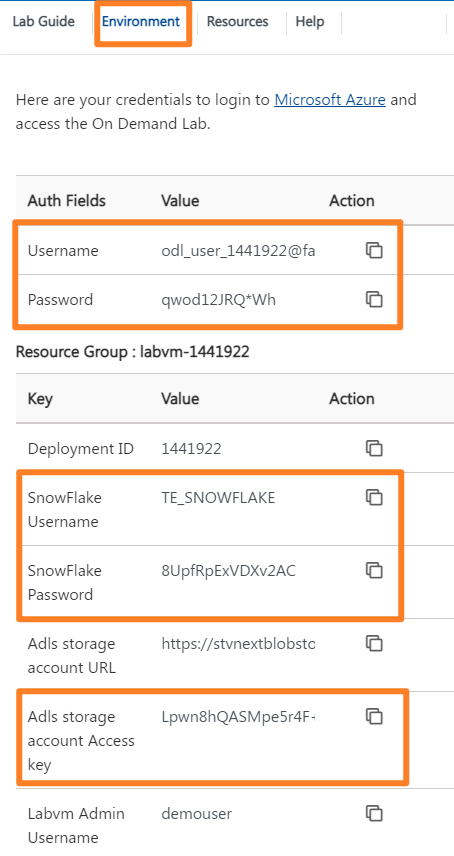 Lab Guide Environment Resources Help
Here are your credentials to login to Microsoft Azure and
access the On Demand Lab.
Auth Fields Value Action
Username odl_user_1441922@fa
Password qwod12JRQ*Wh
Resource Group : labvm-1441922
Key Value Action
Deployment ID 1441922
SnowFlake TE_SNOWFLAKE
Username
SnowFlake 8UpfRpExVDXv2AC
Password
Adls storage https://stvnextblobsto
account URL
Adls storage Lpwn8hQASMpe5r4F-
account Access
key
Labvm Admin demouser
Username